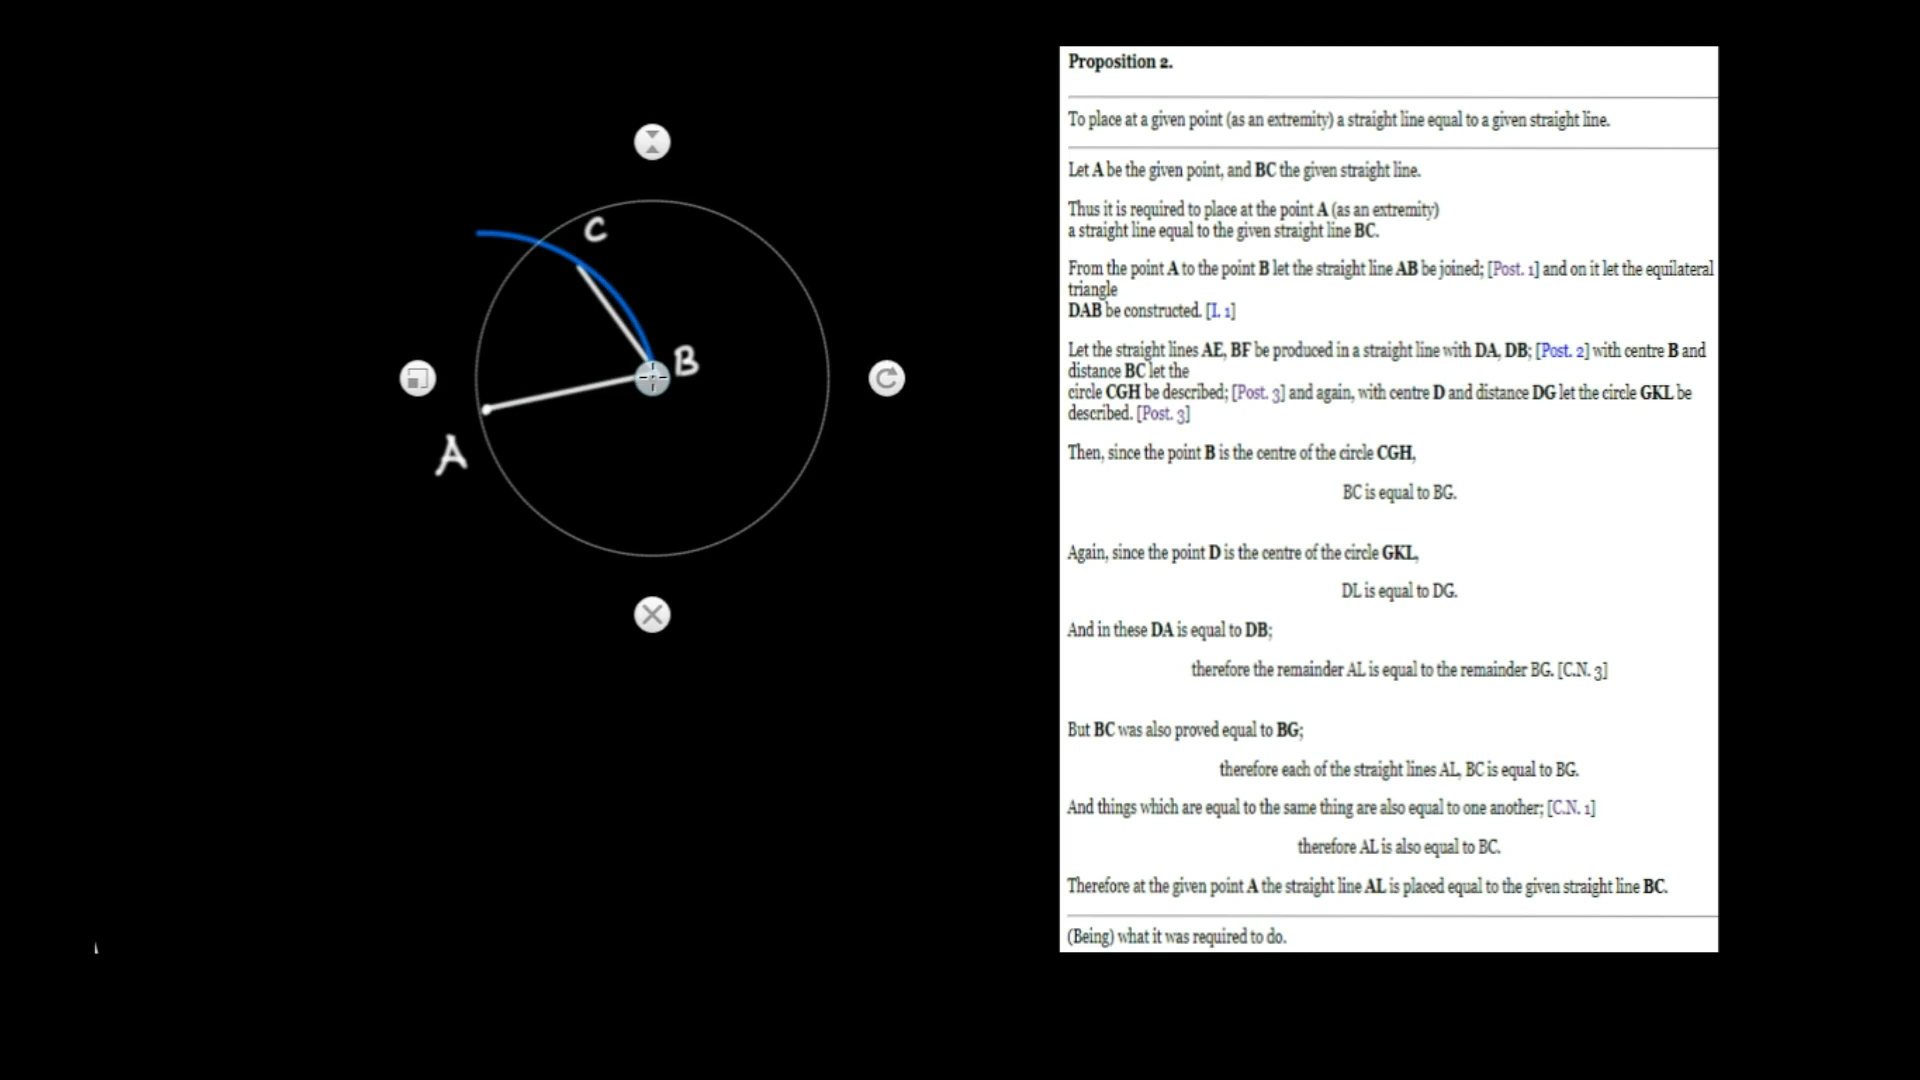 C
B
A
Proposition 2.
To place at a given point (as an extremity) a straight line equal to a given straight line.
Let A be the given point, and BC the given straight line.
Thus it is required to place at the point A (as an extremity)
a straight line equal to the given straight line BC.
From the point A to the point B let the straight line AB be joined; [Post. 1] and on it let the equilateral
triangle
DAB be constructed. [I. 1]
Let the straight lines AE, BF be produced in a straight line with DA, DB; [Post. 2] with centre B and
distance BC let the
circle CGH be described; [Post. 3] and again, with centre D and distance DG let the circle GKL be
described. [Post. 3]
Then, since the point B is the centre of the circle CGH,
BC is equal to BG.
Again, since the point D is the centre of the circle GKL,
DL is equal to DG.
And in these DA is equal to DB;
therefore the remainder AL is equal to the remainder BG. [C.N. 3]
But BC was also proved equal to BG;
therefore each of the straight lines AL, BC is equal to BG.
And things which are equal to the same thing are also equal to one another; [C.N. 1]
therefore AL is also equal to BC.
Therefore at the given point A the straight line AL is placed equal to the given straight line BC.
(Being) what it was required to do.